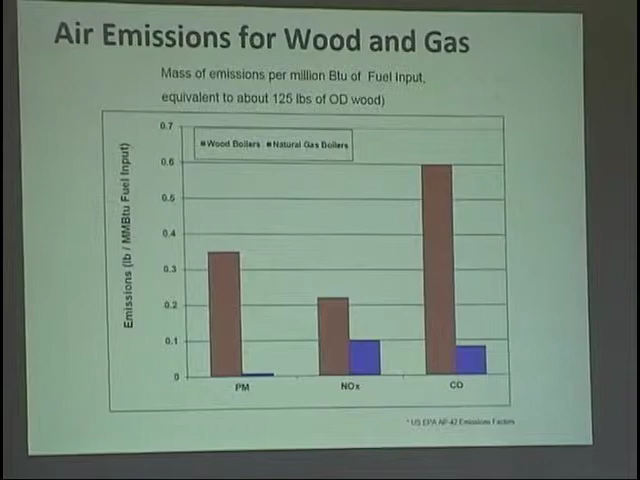 Air Emissions for Wood and Gas
Mass of emissions per million Btu of Fuel Input,
equivalent to about 125 lbs of OD wood)
Emissions (lb / MMBtu Fuel Input)
0.7
0.6
0.5
0.4
0.3
0.2
0.1
0
Wood Boilers Natural Gas Boilers
PM NOx CO
* US EPA AP-42 Emissions Factors